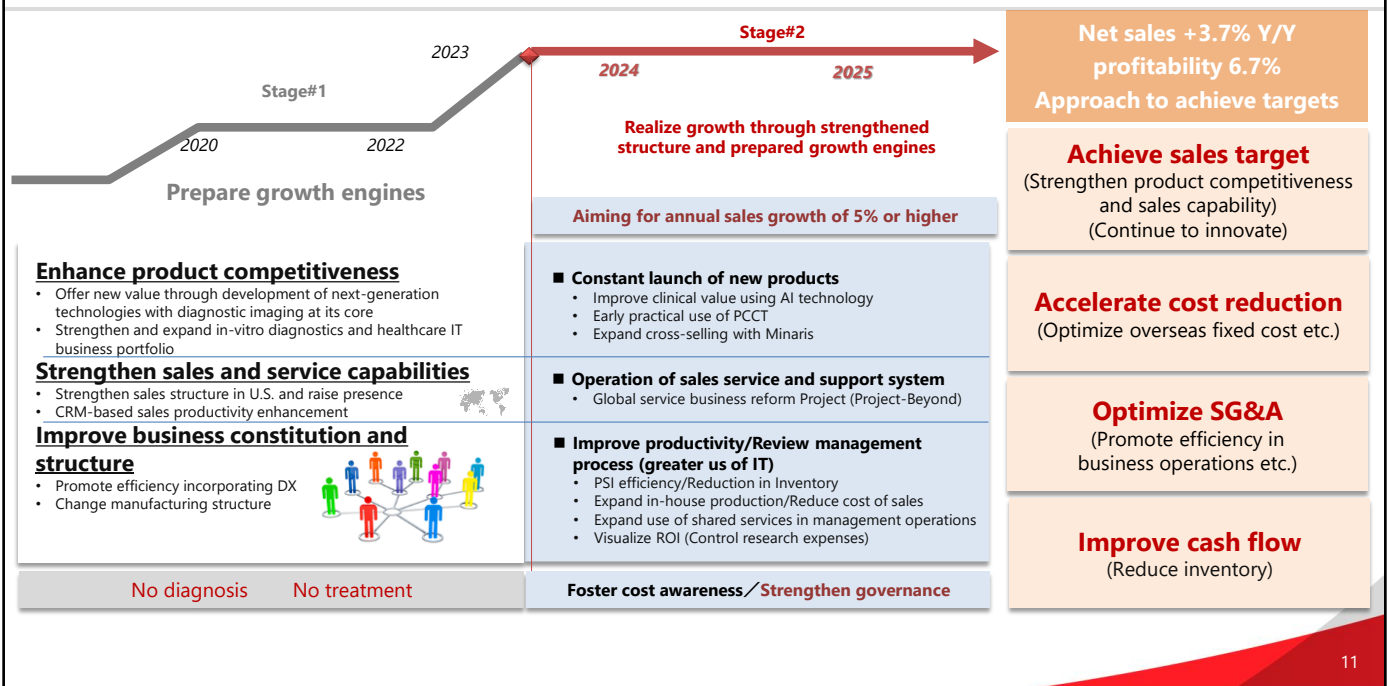 2023
Stage#1
2020
2022
Prepare growth engines
Stage#2
2024
2025
Realize growth through strengthened
structure and prepared growth engines
Aiming for annual sales growth of 5% or higher
Enhance product competitiveness
• Offer new value through development of next-generation
technologies with diagnostic imaging at its core
• Strengthen and expand in-vitro diagnostics and healthcare IT
business portfolio
Strengthen sales and service capabilities
• Strengthen sales structure in U.S. and raise presence
• CRM-based sales productivity enhancement
Improve business constitution and
structure
• Promote efficiency incorporating DX
• Change manufacturing structure
No diagnosis No treatment
■ Constant launch of new products
• Improve clinical value using AI technology
• Early practical use of PCCT
• Expand cross-selling with Minaris
■ Operation of sales service and support system
• Global service business reform Project (Project-Beyond)
■ Improve productivity/Review management
process (greater us of IT)
• PSI efficiency/Reduction in Inventory
• Expand in-house production/Reduce cost of sales
• Expand use of shared services in management operations
• Visualize ROI (Control research expenses)
Foster cost awareness／Strengthen governance
Net sales +3.7% Y/Y
profitability 6.7%
Approach to achieve targets
Achieve sales target
(Strengthen product competitiveness
and sales capability)
(Continue to innovate)
Accelerate cost reduction
(Optimize overseas fixed cost etc.)
Optimize SG&A
(Promote efficiency in
business operations etc.)
Improve cash flow
(Reduce inventory)
11